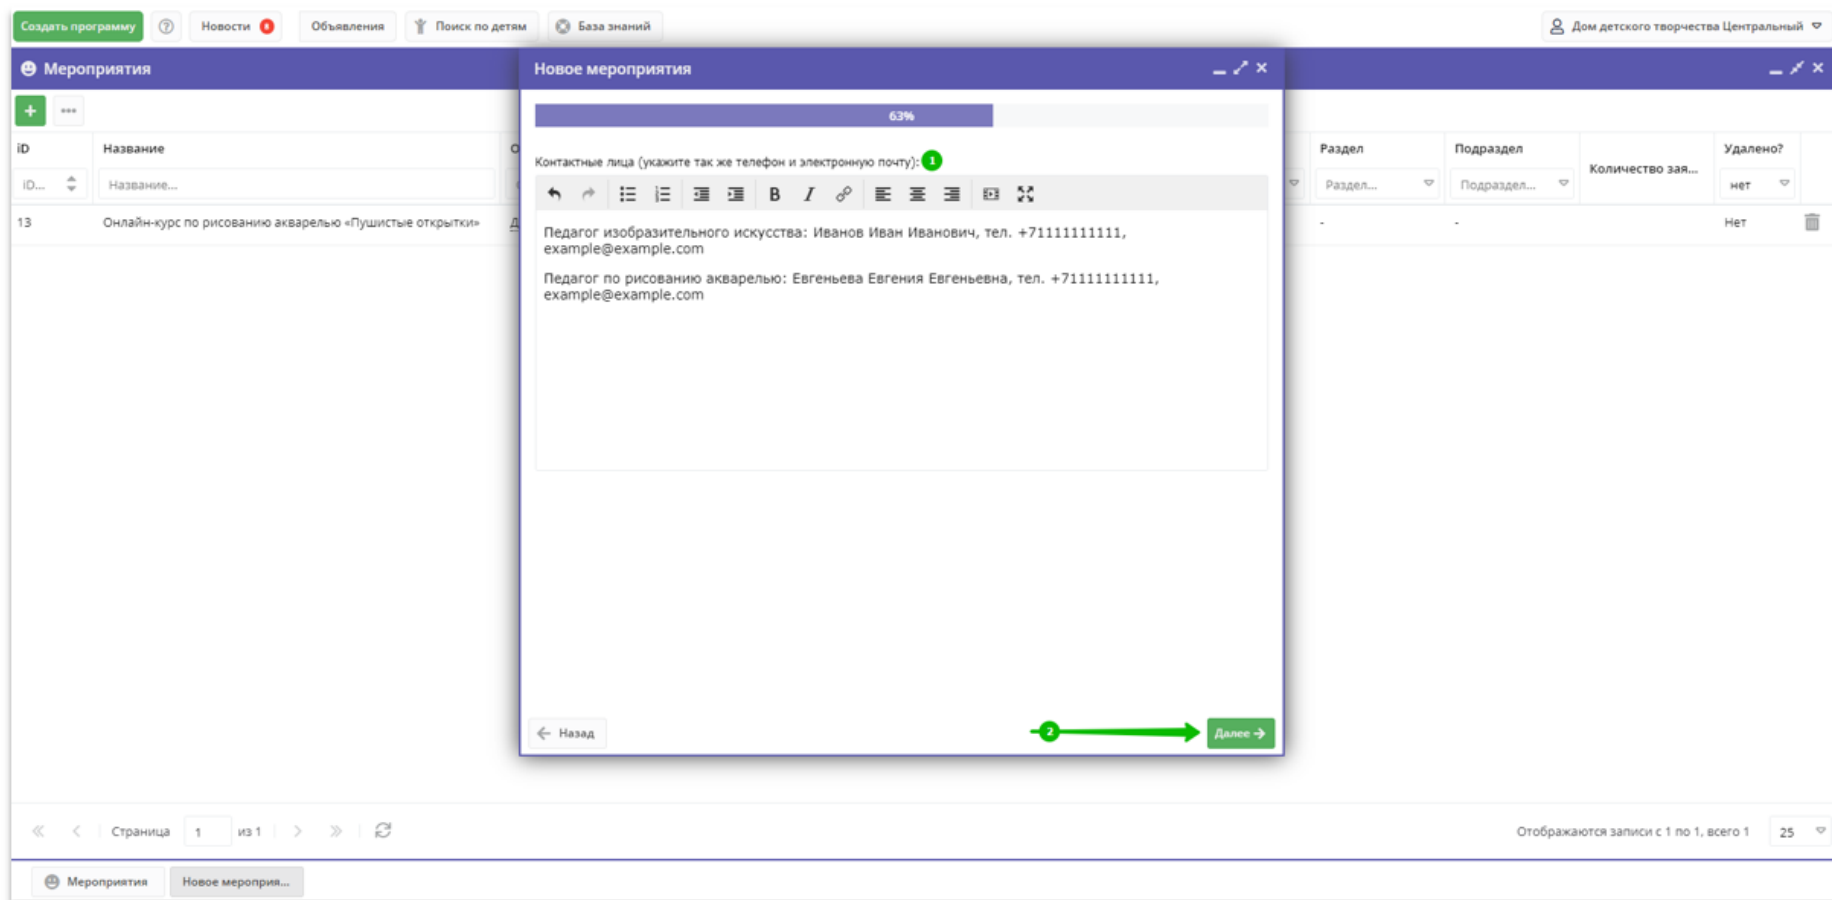 Создать программу
Новости 8
Объявления
Поиск по детям
База знаний
Дом детского творчества Центральный
Мероприятия
Новое мероприятия
63%
iD
Название
О
Раздел
Подраздел
Количество зая...
Удалено?
iD...
Название...
Раздел...
Подраздел...
нет
Контактные лица (укажите так же телефон и электронную почту): 1
13
Онлайн-курс по рисованию акварелью «Пушистые открытки»
Д
-
-
Нет
Педагог изобразительного искусства: Иванов Иван Иванович, тел. +71111111111,
example@example.com
Педагог по рисованию акварелью: Евгеньева Евгения Евгеньевна, тел. +71111111111,
example@example.com
Назад
2
Далее
Страница 1 из 1
Отображаются записи с 1 по 1, всего 1
25
Мероприятия
Новое мероприя...